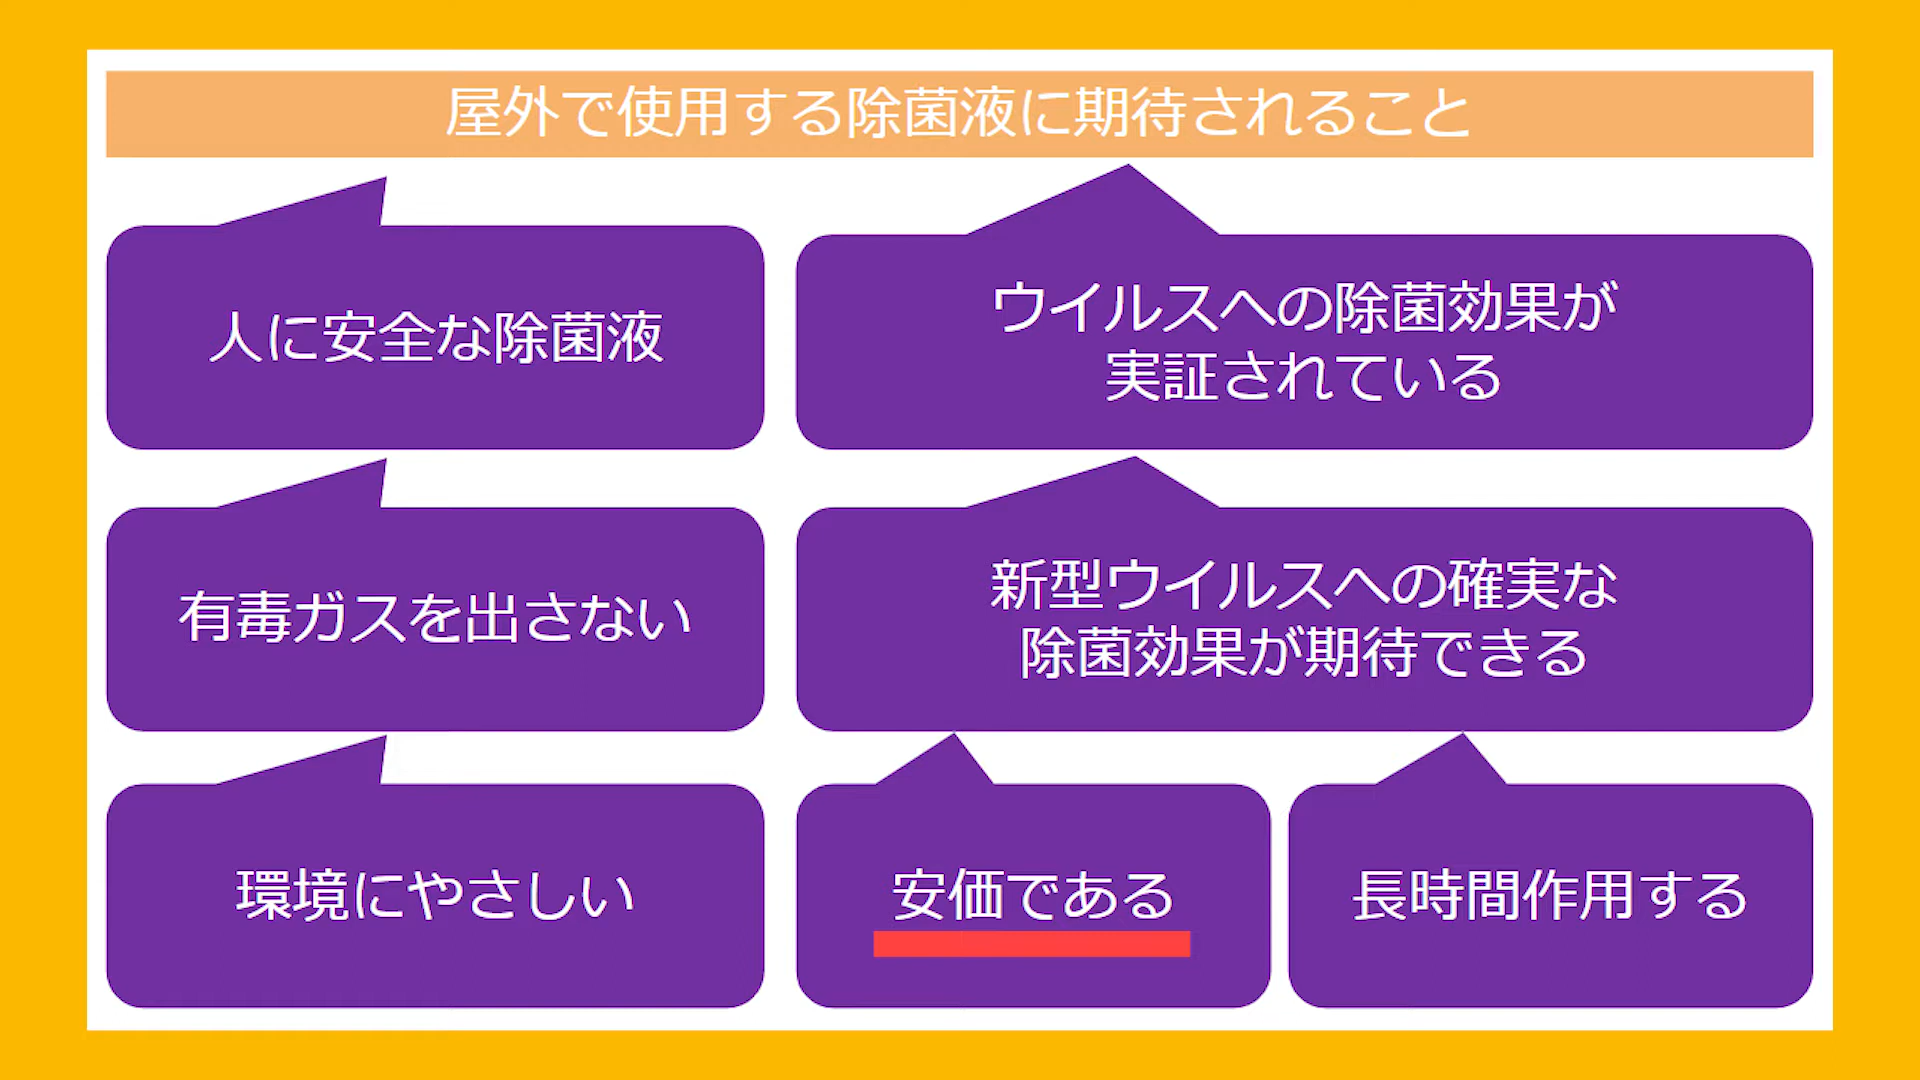 屋外で使用する除菌液に期待されること
人に安全な除菌液
ウイルスへの除菌効果が
実証されている
有毒ガスを出さない
新型ウイルスへの確実な
除菌効果が期待できる
環境にやさしい
安価である
長時間作用する